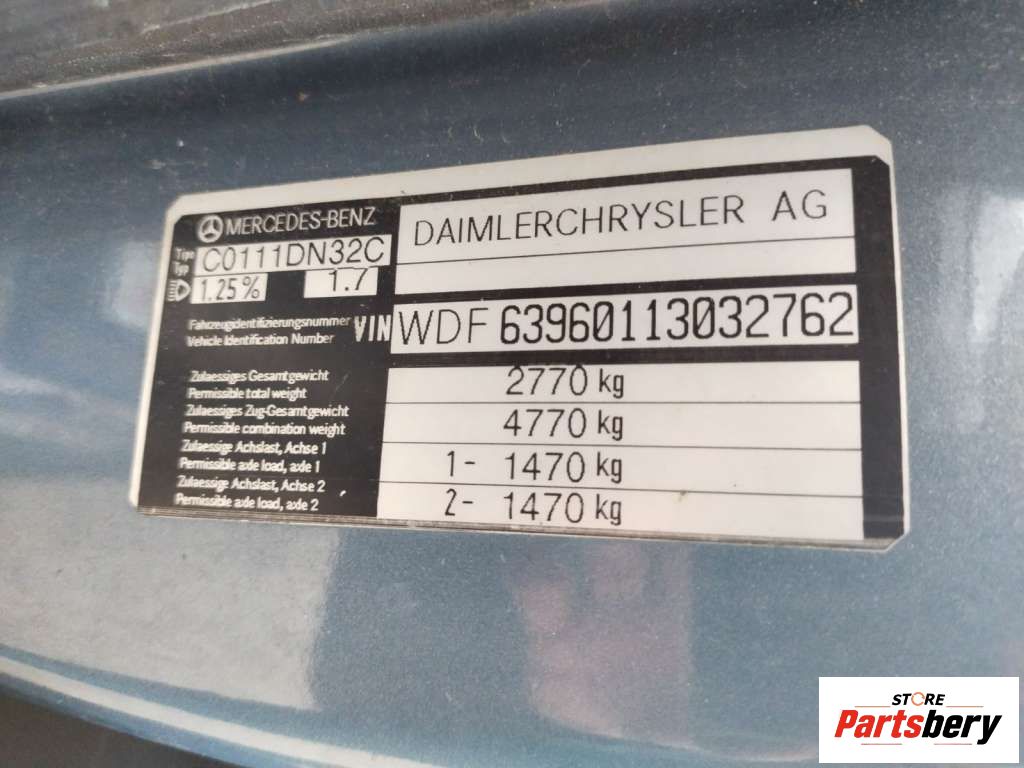 MERCEDES-BENZ
DAIMLERCHRYSLER AG
Tipo
Typ
C0111DN32C
1.25% 1.7
Fahrzeugidentifizierungsnummer
Vehicle Identification Number
VIN WDF63960113032762
Zulaessiges Gesamtgewicht
Permissible total weight
2770 kg
Zulaessiges Zug-Gesamtgewicht
Permissible combination weight
4770 kg
Zulaessige Achslast, Achse 1
Permissible axle load, axle 1
1- 1470 kg
Zulaessige Achslast, Achse 2
Permissible axle load, axle 2
2- 1470 kg
STORE
Partsbery